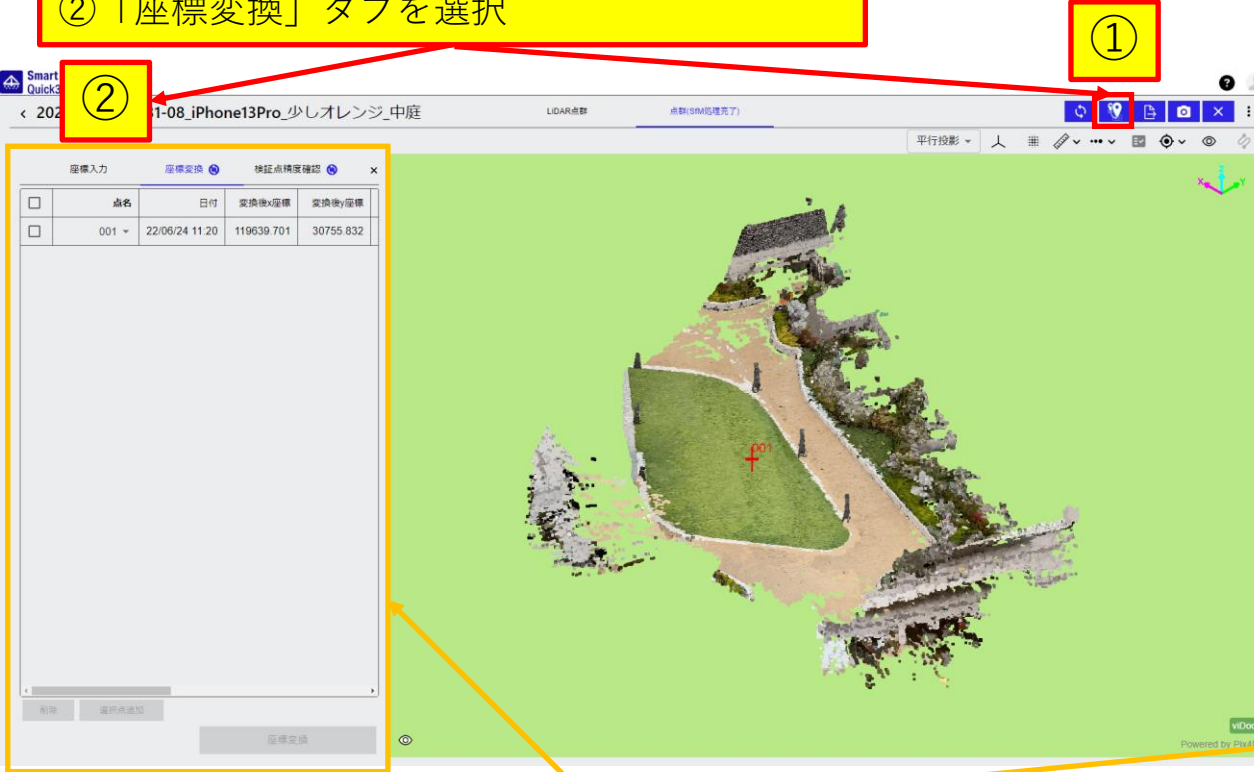 ②「座標変換」タブを選択
①
Smart
Quick3
②
‹ 202 31-08_iPhone13Pro_少しオレンジ_中庭
LiDAR点群
点群(SfM処理完了)
平行投影
座標入力
座標変換
検証点精度確認
×
点名
日付
変換後x座標
変換後y座標
001
22/06/24 11:20
119639.701
30755.832
X
Z
Y
001
削除
選択点追加
座標変換
viDoc
Powered by Pix4